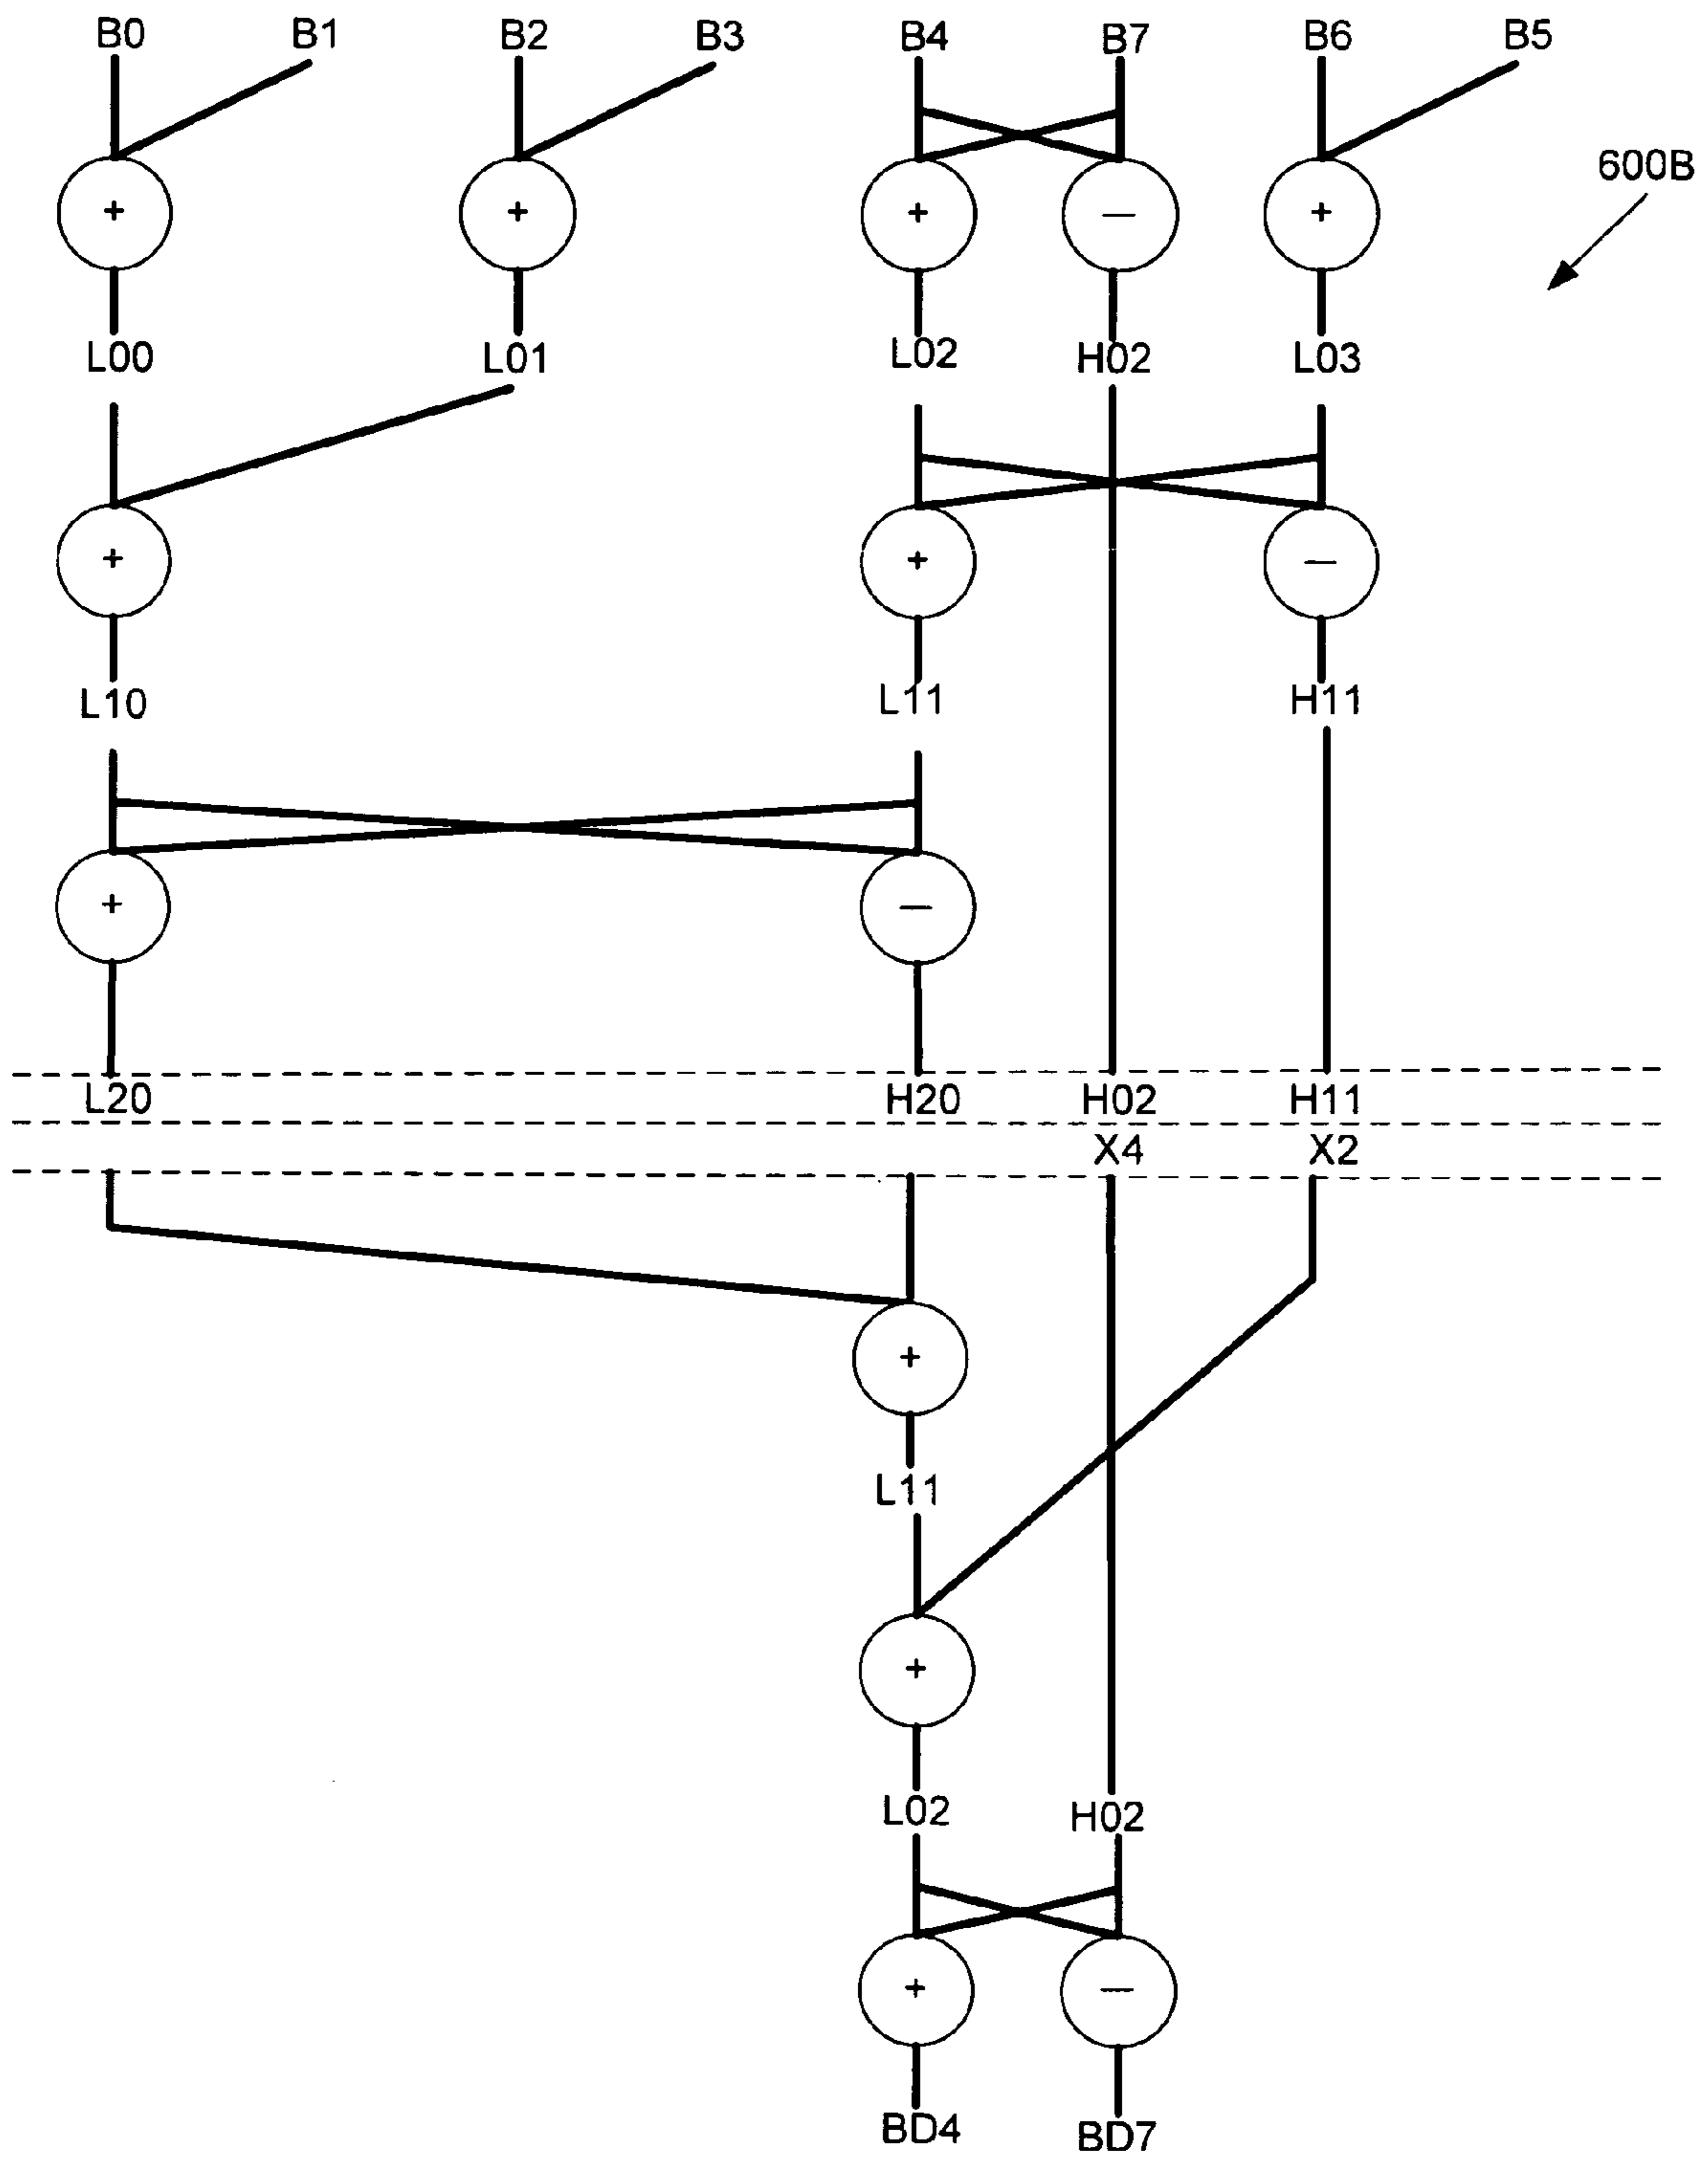 B0 B1 B2 B3 B4 B7 B6 B5
600B
+ + + — +
L00 L01 L02 H02 L03
+ + —
L10 L11 H11
+ —
L20 H20 H02 H11
X4 X2
+
L11
+
L02 H02
+ —
BD4 BD7